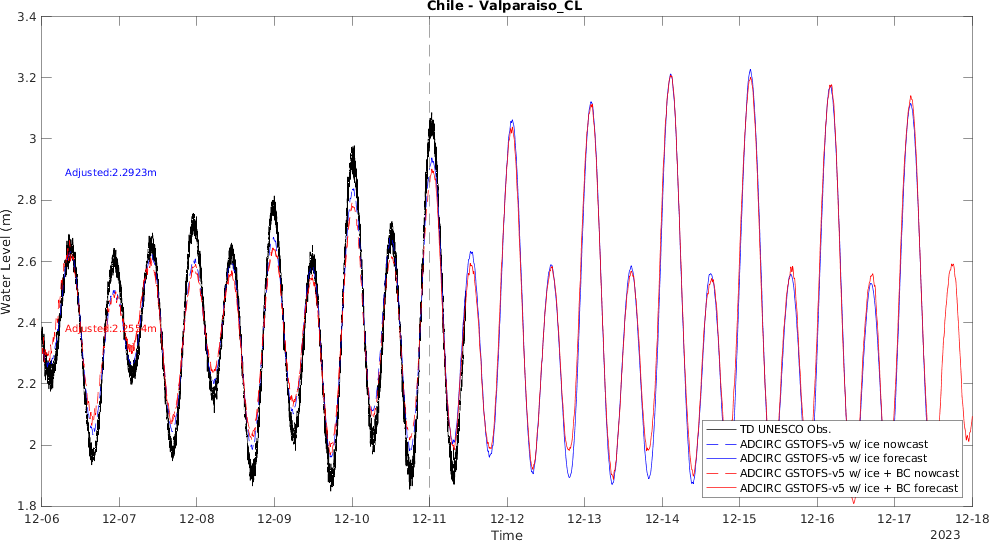 Chile - Valparaiso_CL
3.4
3.2
3
2.8
2.6
2.4
2.2
2
1.8
Water Level (m)
Adjusted:2.2923m
Adjusted:2.2554m
TD UNESCO Obs.
ADCIRC GSTOFS-v5 w/ ice nowcast
ADCIRC GSTOFS-v5 w/ ice forecast
ADCIRC GSTOFS-v5 w/ ice + BC nowcast
ADCIRC GSTOFS-v5 w/ ice + BC forecast
12-06 12-07 12-08 12-09 12-10 12-11 12-12 12-13 12-14 12-15 12-16 12-17 12-18
Time
2023